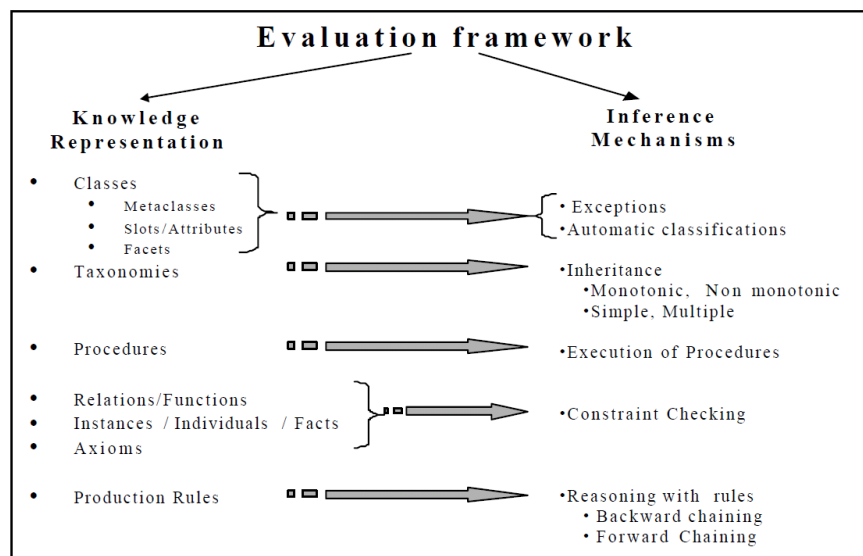 Evaluation framework
Knowledge
Representation
Inference
Mechanisms
• Classes
• Metaclasses
• Slots/Attributes
• Facets
• Exceptions
• Automatic classifications
• Taxonomies
• Inheritance
• Monotonic, Non monotonic
• Simple, Multiple
• Procedures
• Execution of Procedures
• Relations/Functions
• Instances / Individuals / Facts
• Axioms
• Constraint Checking
• Production Rules
• Reasoning with rules
• Backward chaining
• Forward Chaining